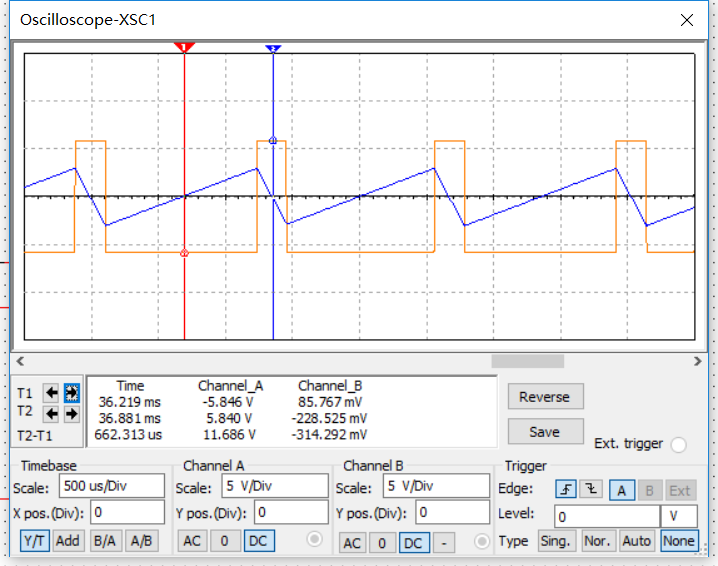 Oscilloscope-XSC1
1 2
Time Channel_A Channel_B
T1 36.219 ms -5.846 V 85.767 mV
T2 36.881 ms 5.840 V -228.525 mV
T2-T1 662.313 us 11.686 V -314.292 mV
Reverse
Save
Ext. trigger
Timebase
Scale: 500 us/Div
X pos.(Div): 0
Y/T Add B/A A/B
Channel A
Scale: 5 V/Div
Y pos.(Div): 0
AC 0 DC
Channel B
Scale: 5 V/Div
Y pos.(Div): 0
AC 0 DC -
Trigger
Edge: A B Ext
Level: 0 V
Type Sing. Nor. Auto None